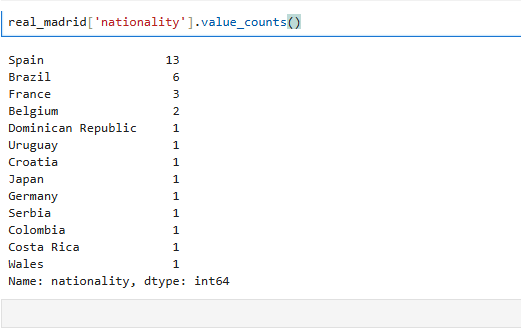 real_madrid['nationality'].value_counts()
Spain 13
Brazil 6
France 3
Belgium 2
Dominican Republic 1
Uruguay 1
Croatia 1
Japan 1
Germany 1
Serbia 1
Colombia 1
Costa Rica 1
Wales 1
Name: nationality, dtype: int64